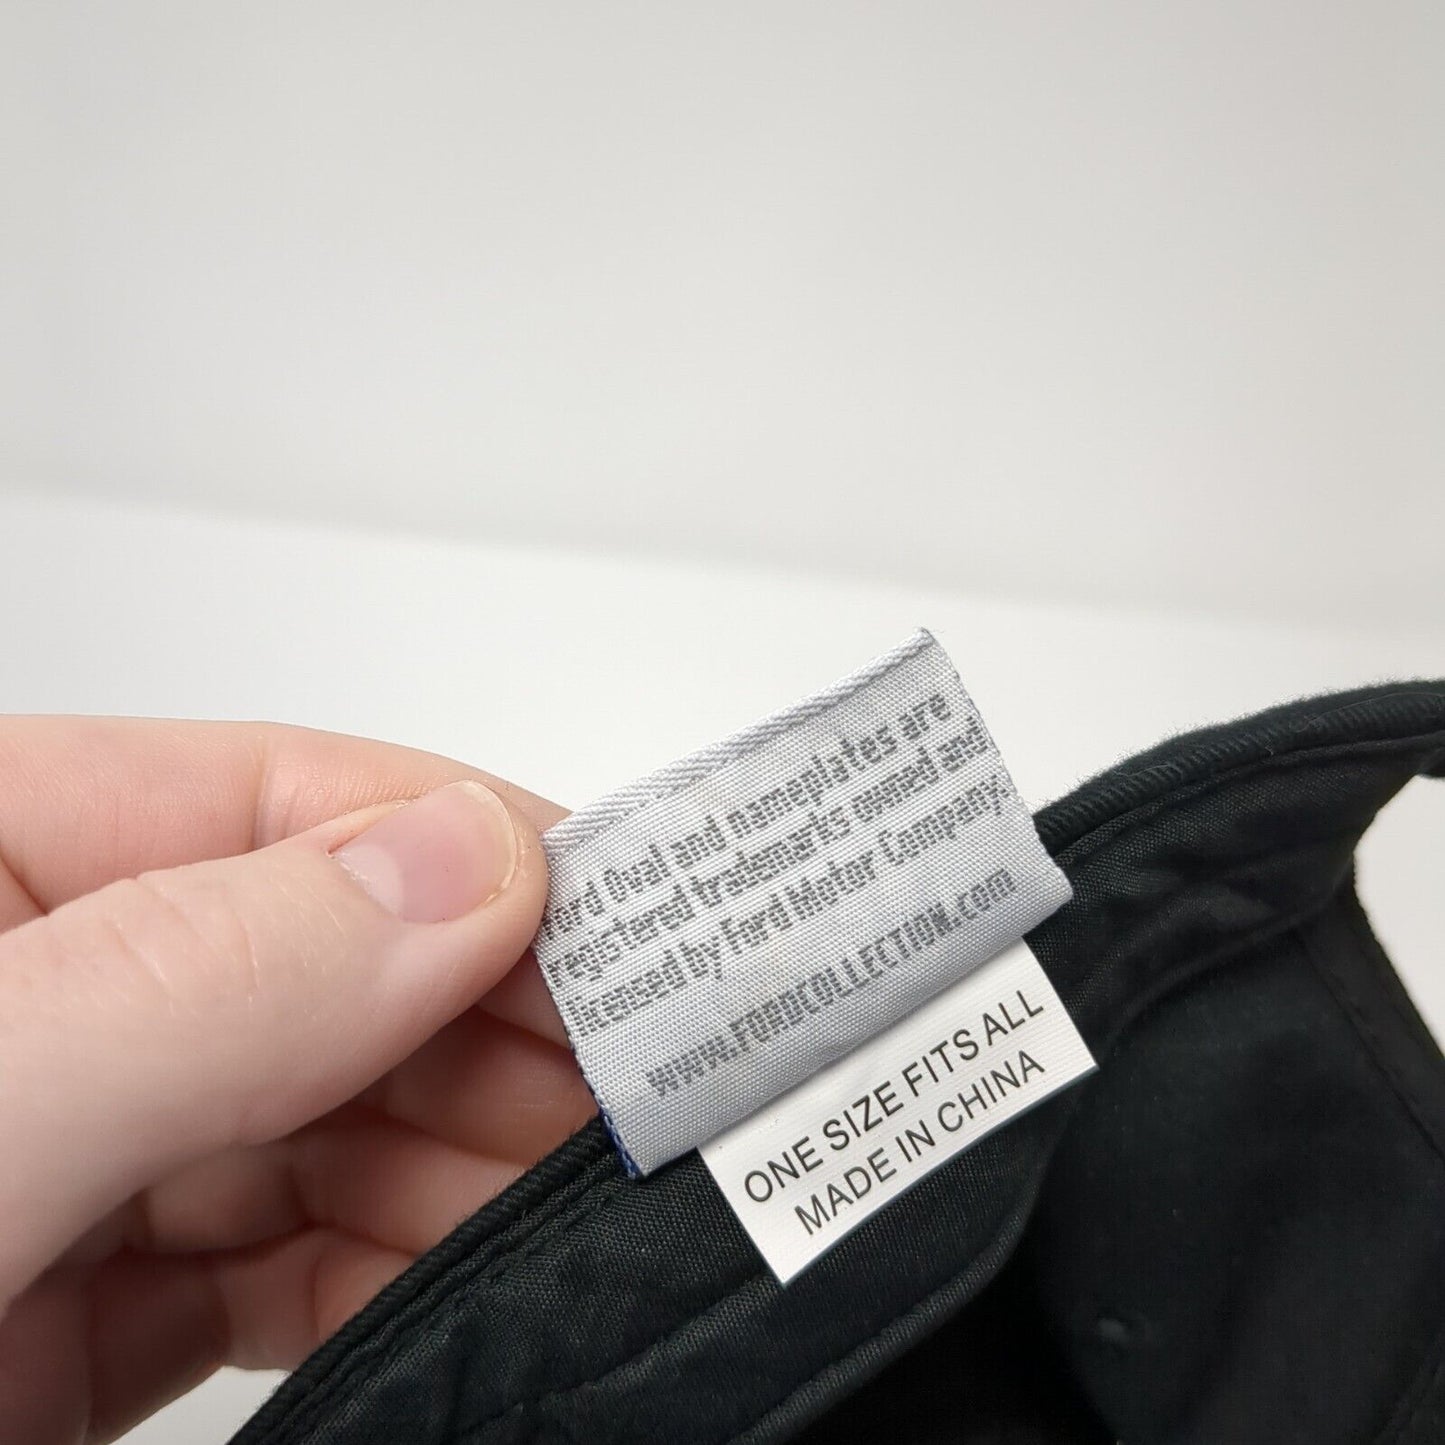 Ford Oval and nameplates are
registered trademarks owned and
licensed by Ford Motor Company.
www.FORDCOLLECTION.com
ONE SIZE FITS ALL
MADE IN CHINA